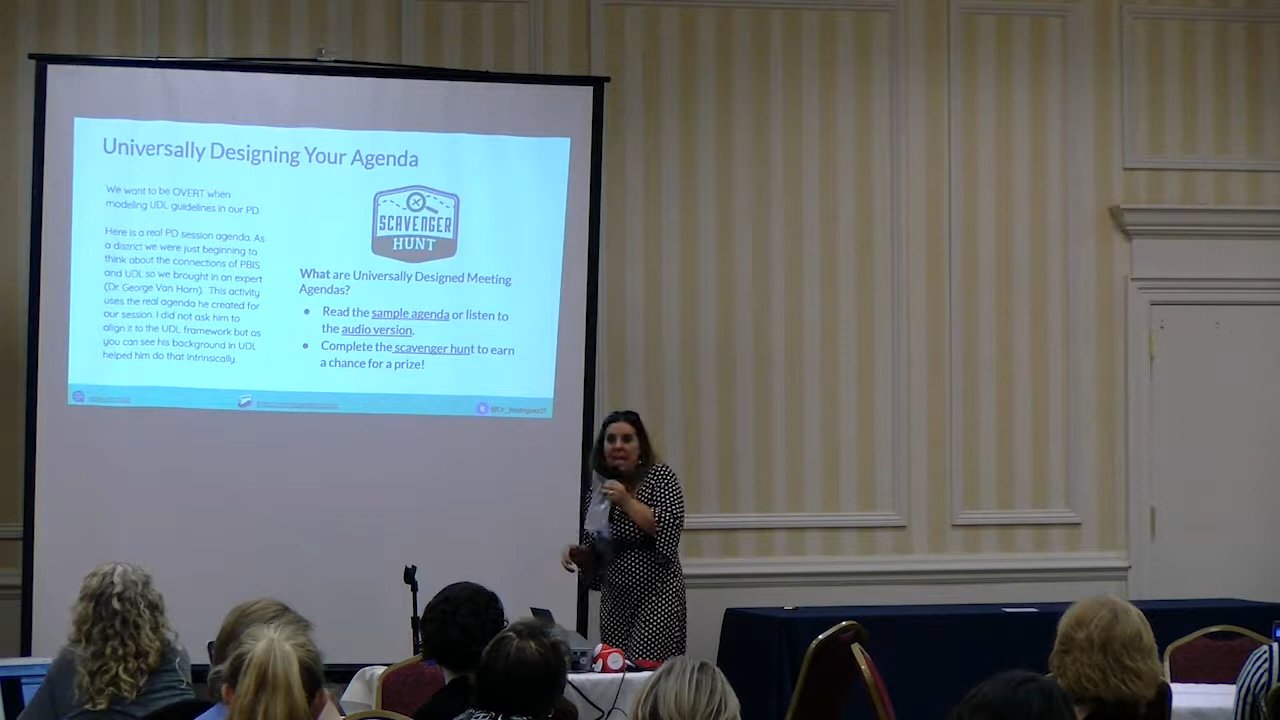 Universally Designing Your Agenda
We want to be OVERT when
modeling UDL guidelines in our PD.
Here is a real PD session agenda. As
a district we were just beginning to
think about the connections of PBIS
and UDL so we brought in an expert
(Dr. George Van Horn). This activity
uses the real agenda he created for
our session. I did not ask him to
align it to the UDL framework but as
you can see his background in UDL
helped him do that intrinsically.
SCAVENGER
HUNT
What are Universally Designed Meeting
Agendas?
● Read the sample agenda or listen to
the audio version.
● Complete the scavenger hunt to earn
a chance for a prize!